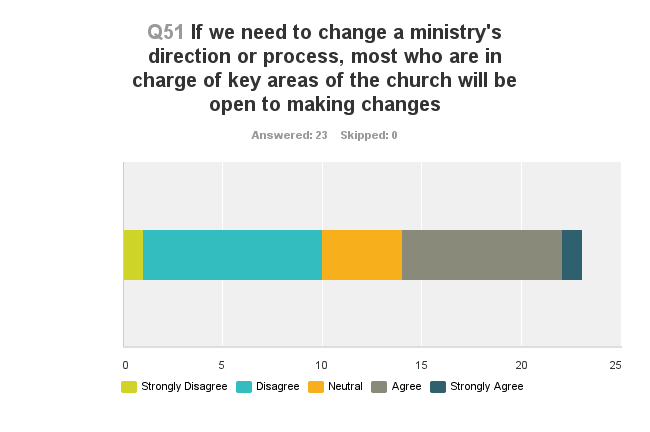 Q51 If we need to change a ministry's
direction or process, most who are in
charge of key areas of the church will be
open to making changes
Answered: 23 Skipped: 0
0 5 10 15 20 25
Strongly Disagree Disagree Neutral Agree Strongly Agree